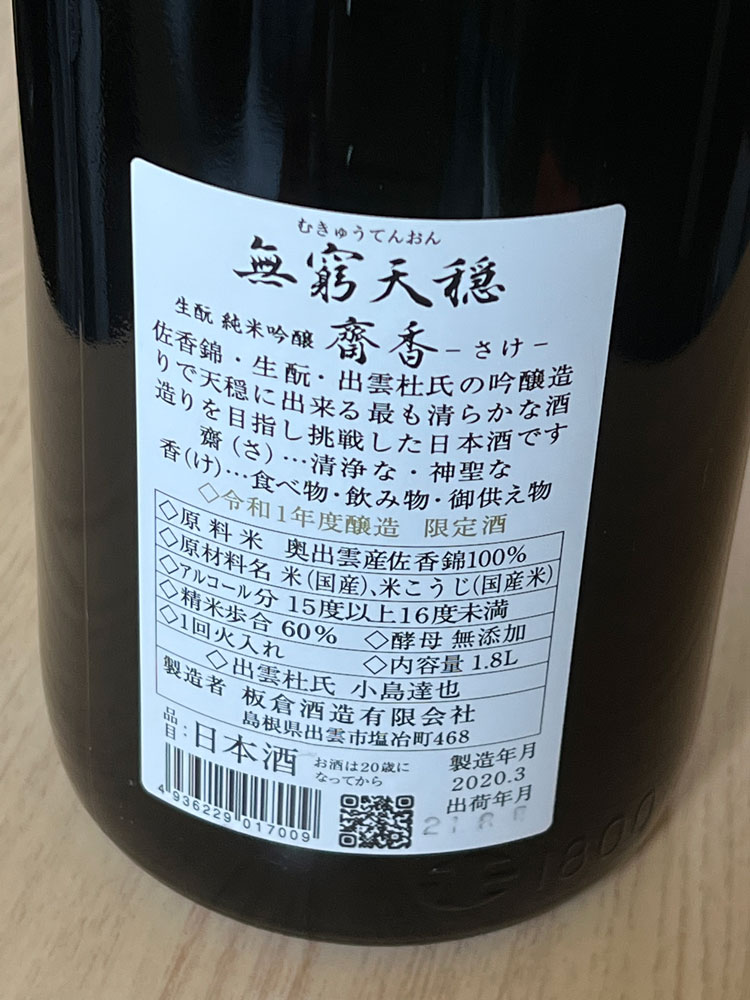 むきゅうてんおん
無窮天穏
生酛 純米吟醸 齋香 -さけ-
佐香錦・生酛・出雲杜氏の吟醸造
りで天穏に出来る最も清らかな酒
造りを目指し挑戦した日本酒です
齋(さ)…清浄な・神聖な
香(け)…食べ物・飲み物・御供え物
◇令和1年度醸造 限定酒
◇原料米 奥出雲産佐香錦100%
◇原材料名 米(国産)、米こうじ(国産米)
◇アルコール分 15度以上16度未満
◇精米歩合 60% ◇酵母 無添加
◇1回火入れ ◇内容量 1.8L
◇出雲杜氏 小島達也
製造者 板倉酒造有限会社
島根県出雲市塩冶町468
品目:日本酒
お酒は20歳に
なってから
製造年月
2020.3
出荷年月
4936229017009
1800